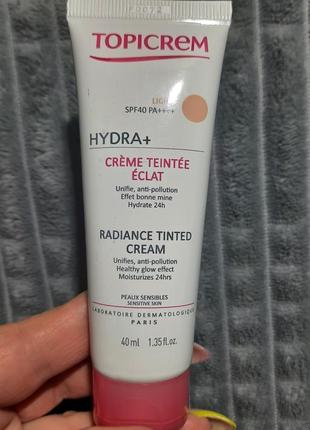 TOPICREM
LIGHT
SPF40 PA++++
HYDRA+
CRÈME TEINTÉE
ÉCLAT
Unifie, anti-pollution
Effet bonne mine
Hydrate 24h
RADIANCE TINTED
CREAM
Unifies, anti-pollution
Healthy glow effect
Moisturizes 24hrs
PEAUX SENSIBLES
SENSITIVE SKIN
LABORATOIRE DERMATOLOGIQUE
PARIS
40 ml 1.35 fl.oz.